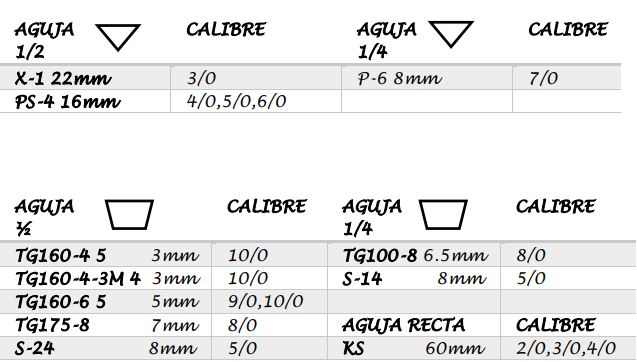 AGUJA CALIBRE AGUJA CALIBRE
1/2 1/4
X-1 22mm 3/0 P-6 8mm 7/0
PS-4 16mm 4/0,5/0,6/0
AGUJA CALIBRE AGUJA CALIBRE
½ 1/4
TG160-4 5 3mm 10/0 TG100-8 6.5mm 8/0
TG160-4-3M 4 3mm 10/0 S-14 8mm 5/0
TG160-6 5 5mm 9/0,10/0
TG175-8 7mm 8/0 AGUJA RECTA CALIBRE
S-24 8mm 5/0 KS 60mm 2/0,3/0,4/0